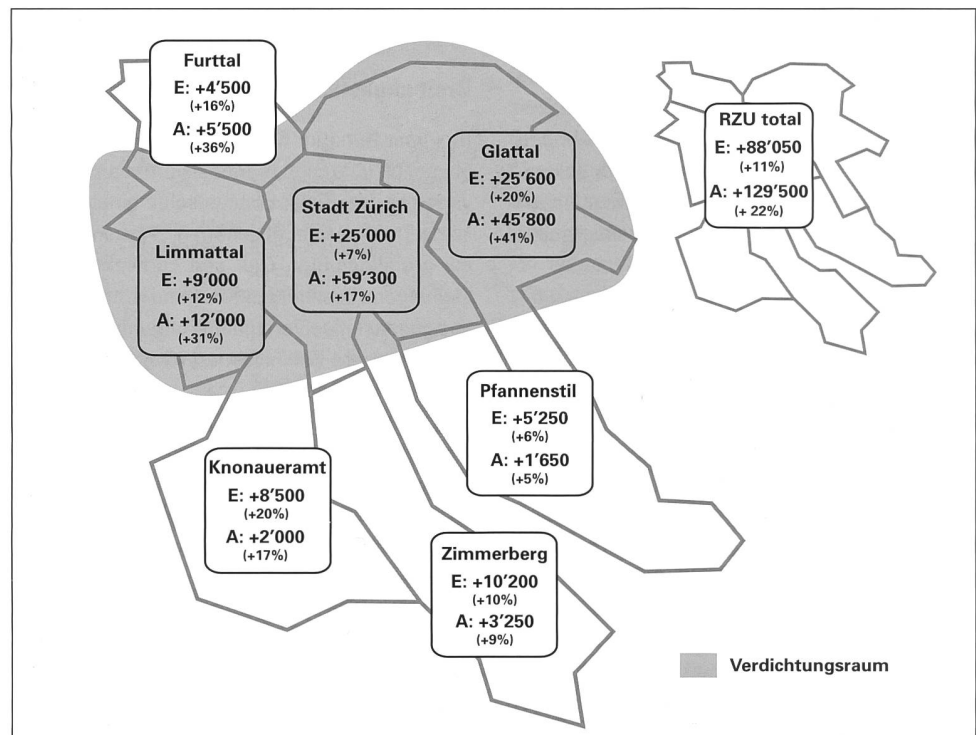 Furttal
E: +4'500
(+16%)
A: +5'500
(+36%)
Glattal
E: +25'600
(+20%)
A: +45'800
(+41%)
RZU total
E: +88'050
(+11%)
A: +129'500
(+ 22%)
Stadt Zürich
E: +25'000
(+7%)
A: +59'300
(+17%)
Limmattal
E: +9'000
(+12%)
A: +12'000
(+31%)
Pfannenstil
E: +5'250
(+6%)
A: +1'650
(+5%)
Knonaueramt
E: +8'500
(+20%)
A: +2'000
(+17%)
Zimmerberg
E: +10'200
(+10%)
A: +3'250
(+9%)
Verdichtungsraum